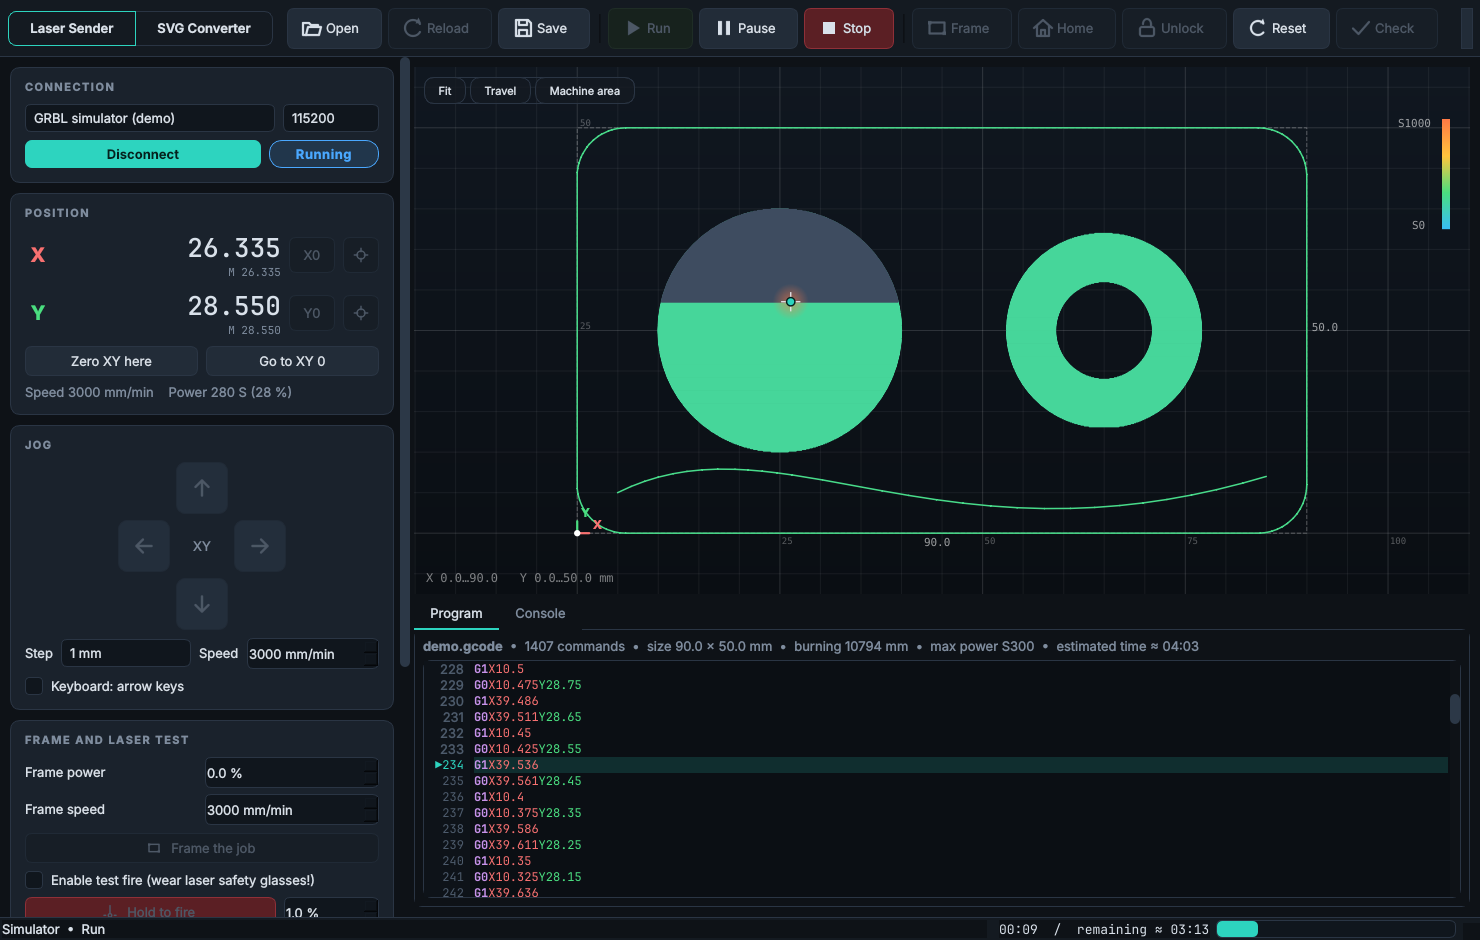 Laser Sender SVG Converter Open Reload Save Run Pause Stop Frame Home Unlock Reset Check
CONNECTION
GRBL simulator (demo) 115200
Disconnect Running
POSITION
X 26.335 X0
M 26.335
Y 28.550 Y0
M 28.550
Zero XY here Go to XY 0
Speed 3000 mm/min Power 280 S (28 %)
JOG
XY
Step 1 mm Speed 3000 mm/min
Keyboard: arrow keys
FRAME AND LASER TEST
Frame power 0.0 %
Frame speed 3000 mm/min
Frame the job
Enable test fire (wear laser safety glasses!)
Hold to fire 1.0 %
Fit Travel Machine area
S1000
S0
50
25
50.0
Y
X
25 90.0 50 75 100
X 0.0…90.0 Y 0.0…50.0 mm
Program Console
demo.gcode • 1407 commands • size 90.0 × 50.0 mm • burning 10794 mm • max power S300 • estimated time ≈ 04:03
228 G1X10.5
229 G0X10.475Y28.75
230 G1X39.486
231 G0X39.511Y28.65
232 G1X10.45
233 G0X10.425Y28.55
234 G1X39.536
235 G0X39.561Y28.45
236 G1X10.4
237 G0X10.375Y28.35
238 G1X39.586
239 G0X39.611Y28.25
240 G1X10.35
241 G0X10.325Y28.15
242 G1X39.636
Simulator • Run 00:09 / remaining ≈ 03:13